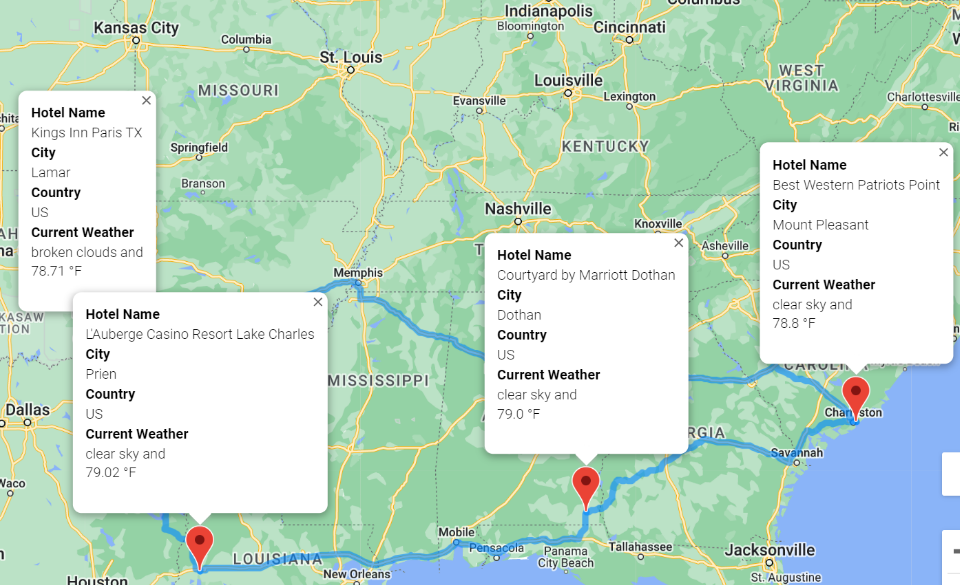 Columbus
Indianapolis
Bloomington
Kansas City
Cincinnati
Columbia
St. Louis
WEST
VIRGINIA
MISSOURI
Louisville
Lexington
Evansville
Charlottesville
Springfield
KENTUCKY
Branson
Nashville
Knoxville
Asheville
Memphis
Hotel Name
Kings Inn Paris TX
City
Lamar
Country
US
Current Weather
broken clouds and
78.71 °F
Hotel Name
Best Western Patriots Point
City
Mount Pleasant
Country
US
Current Weather
clear sky and
78.8 °F
Hotel Name
Courtyard by Marriott Dothan
City
Dothan
Country
US
Current Weather
clear sky and
79.0 °F
Hotel Name
L'Auberge Casino Resort Lake Charles
City
Prien
Country
US
Current Weather
clear sky and
79.02 °F
KASAW
TION
MISSISSIPPI
CAROLIN
Dallas
Charleston
RGIA
Savannah
Waco
Mobile
Pensacola
Panama
City Beach
Tallahassee
Jacksonville
LOUISIANA
New Orleans
Houston
St. Augustine